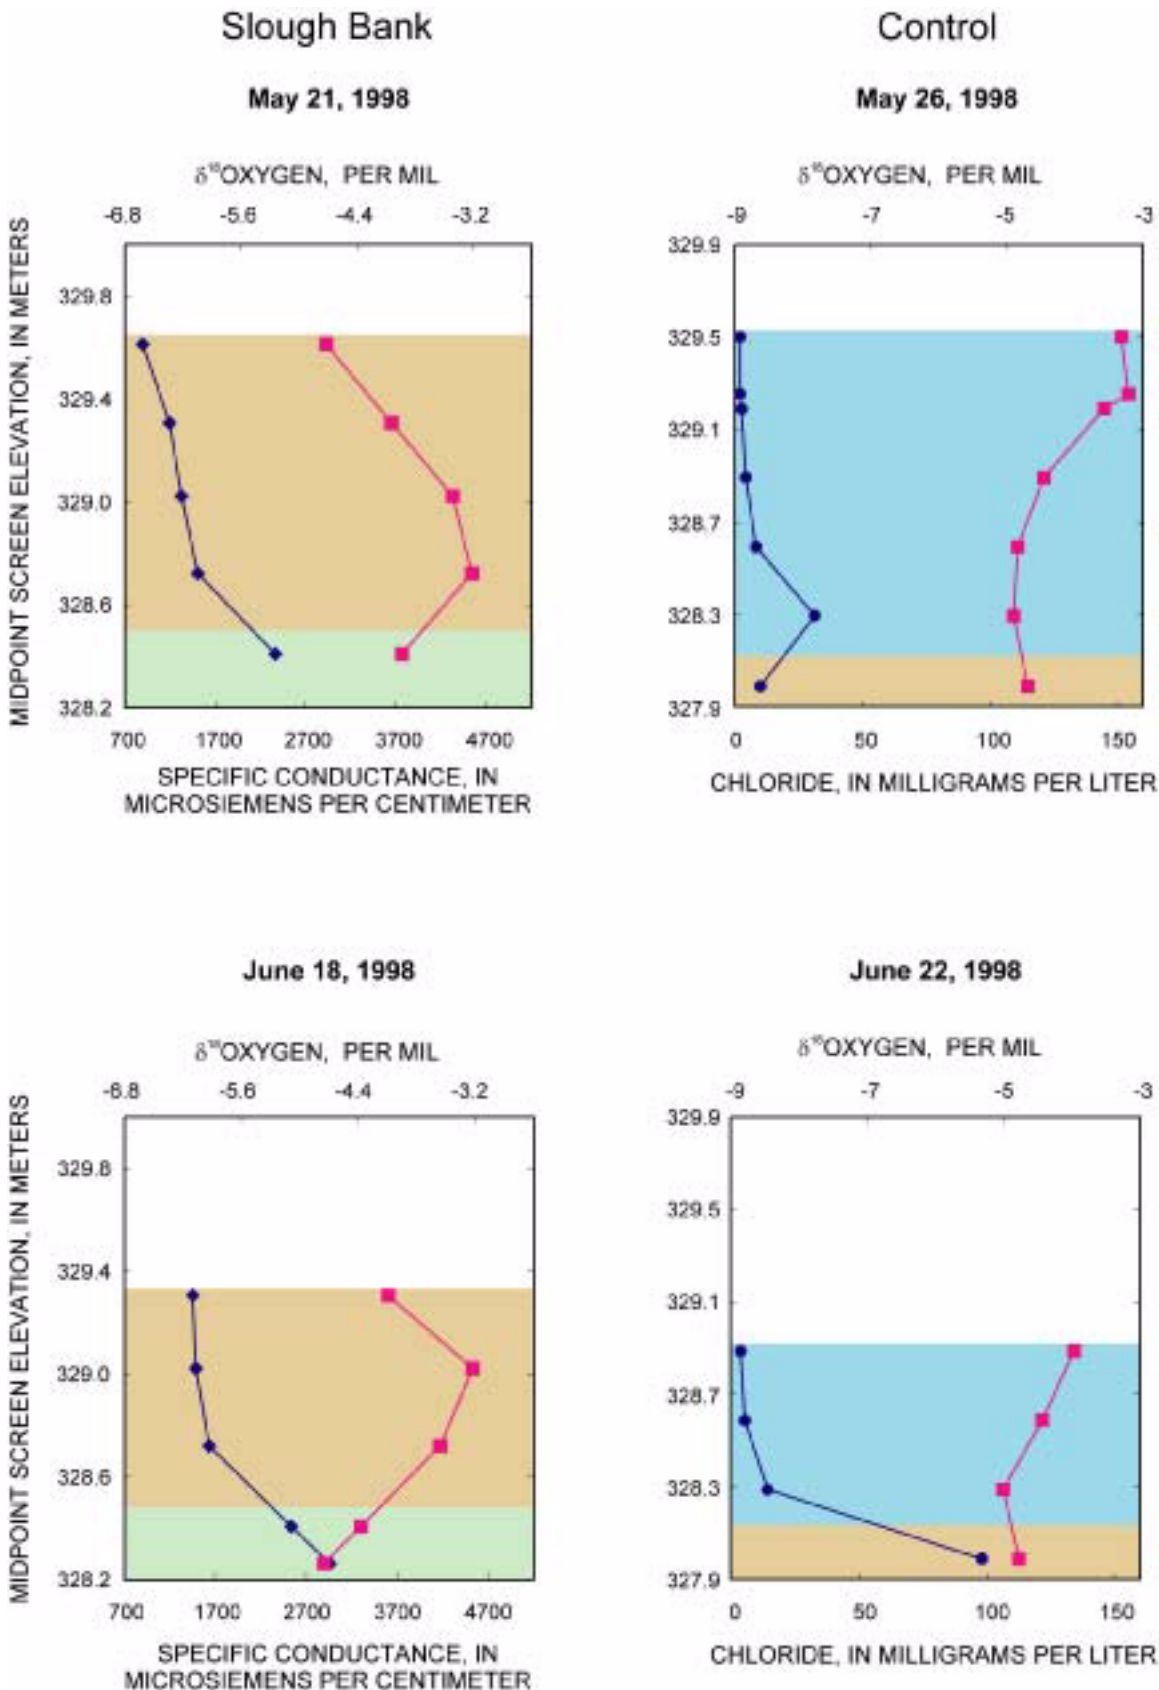 Slough Bank
Control
May 21, 1998
May 26, 1998
δ¹⁸OXYGEN, PER MIL
δ¹⁸OXYGEN, PER MIL
-6.8 -5.6 -4.4 -3.2
-9 -7 -5 -3
MIDPOINT SCREEN ELEVATION, IN METERS
329.8
329.4
329.0
328.6
328.2
329.9
329.5
329.1
328.7
328.3
327.9
700 1700 2700 3700 4700
0 50 100 150
SPECIFIC CONDUCTANCE, IN
MICROSIEMENS PER CENTIMETER
CHLORIDE, IN MILLIGRAMS PER LITER
June 18, 1998
June 22, 1998
δ¹⁸OXYGEN, PER MIL
δ¹⁸OXYGEN, PER MIL
-6.8 -5.6 -4.4 -3.2
-9 -7 -5 -3
MIDPOINT SCREEN ELEVATION, IN METERS
329.8
329.4
329.0
328.6
328.2
329.9
329.5
329.1
328.7
328.3
327.9
700 1700 2700 3700 4700
0 50 100 150
SPECIFIC CONDUCTANCE, IN
MICROSIEMENS PER CENTIMETER
CHLORIDE, IN MILLIGRAMS PER LITER